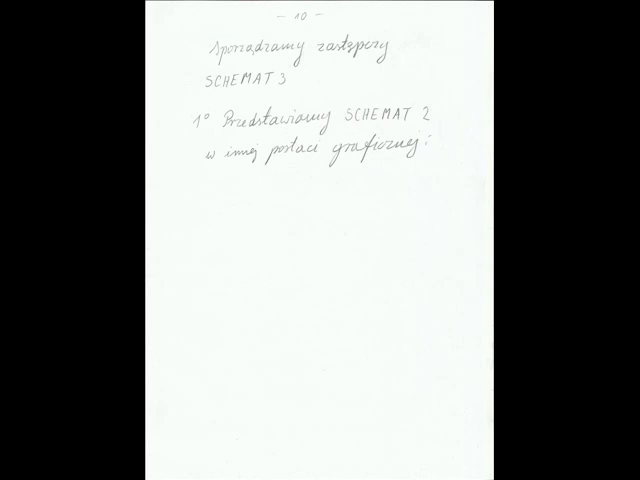 - 10 -
Sporządzamy zastępczy
SCHEMAT 3
1° Przedstawiamy SCHEMAT 2
w innej postaci graficznej: